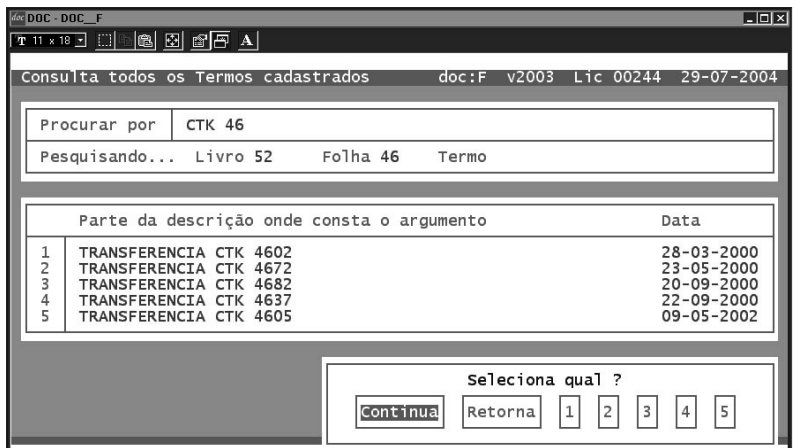 doc DOC - DOC__F
11 x 18 A
Consulta todos os Termos cadastrados doc:F v2003 Lic 00244 29-07-2004
Procurar por CTK 46
Pesquisando... Livro 52 Folha 46 Termo
Parte da descrição onde consta o argumento Data
1 TRANSFERENCIA CTK 4602 28-03-2000
2 TRANSFERENCIA CTK 4672 23-05-2000
3 TRANSFERENCIA CTK 4682 20-09-2000
4 TRANSFERENCIA CTK 4637 22-09-2000
5 TRANSFERENCIA CTK 4605 09-05-2002
Seleciona qual ?
Continua Retorna 1 2 3 4 5